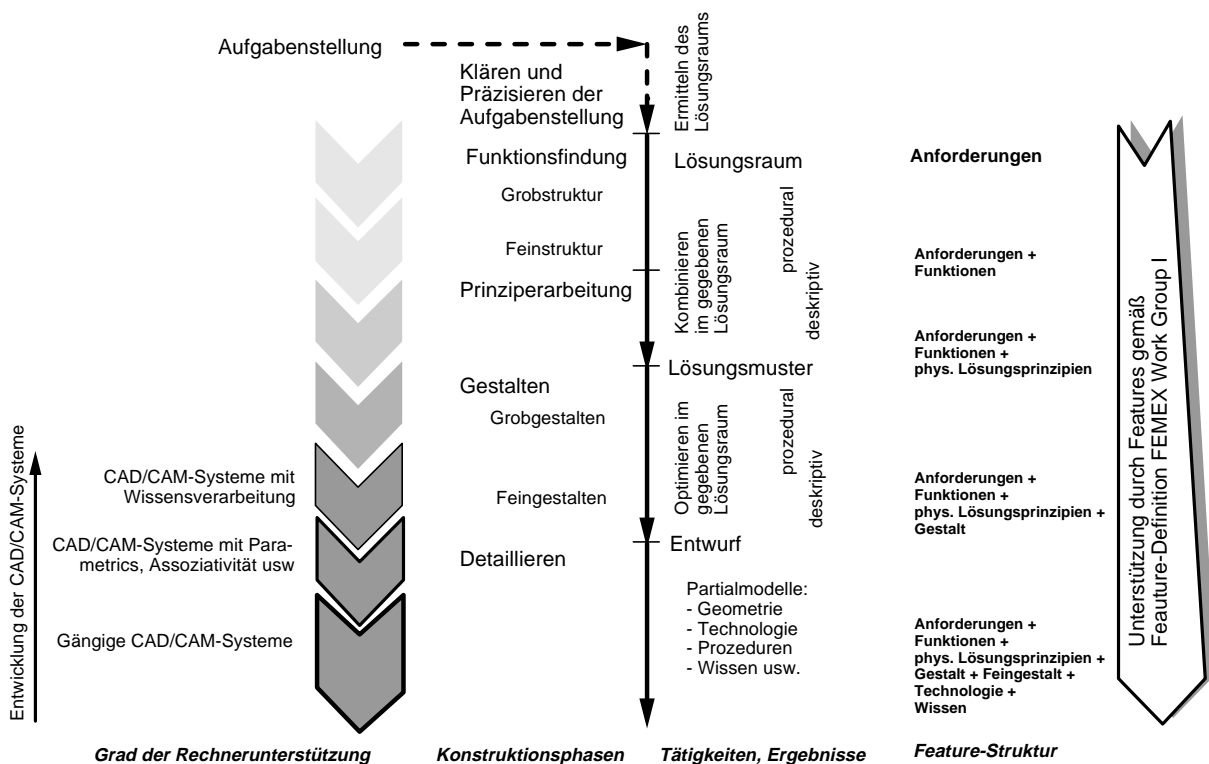 Aufgabenstellung
Klären und
Präzisieren der
Aufgabenstellung
Funktionsfindung
Grobstruktur
Feinstruktur
Prinziperarbeitung
Gestalten
Grobgestalten
Feingestalten
Detaillieren
Entwicklung der CAD/CAM-Systeme
CAD/CAM-Systeme mit
Wissensverarbeitung
CAD/CAM-Systeme mit Para-
metrics, Assoziativität usw
Gängige CAD/CAM-Systeme
Ermitteln des
Lösungsraums
Lösungsraum
Kombinieren
im gegebenen
Lösungsraum
prozedural
deskriptiv
Lösungsmuster
Optimieren im
gegebenen
Lösungsraum
prozedural
deskriptiv
Entwurf
Partialmodelle:
- Geometrie
- Technologie
- Prozeduren
- Wissen usw.
Anforderungen
Anforderungen +
Funktionen
Anforderungen +
Funktionen +
phys. Lösungsprinzipien
Anforderungen +
Funktionen +
phys. Lösungsprinzipien +
Gestalt
Anforderungen +
Funktionen +
phys. Lösungsprinzipien +
Gestalt + Feingestalt +
Technologie +
Wissen
Unterstützung durch Features gemäß
Feauture-Definition FEMEX Work Group I
Grad der Rechnerunterstützung
Konstruktionsphasen
Tätigkeiten, Ergebnisse
Feature-Struktur